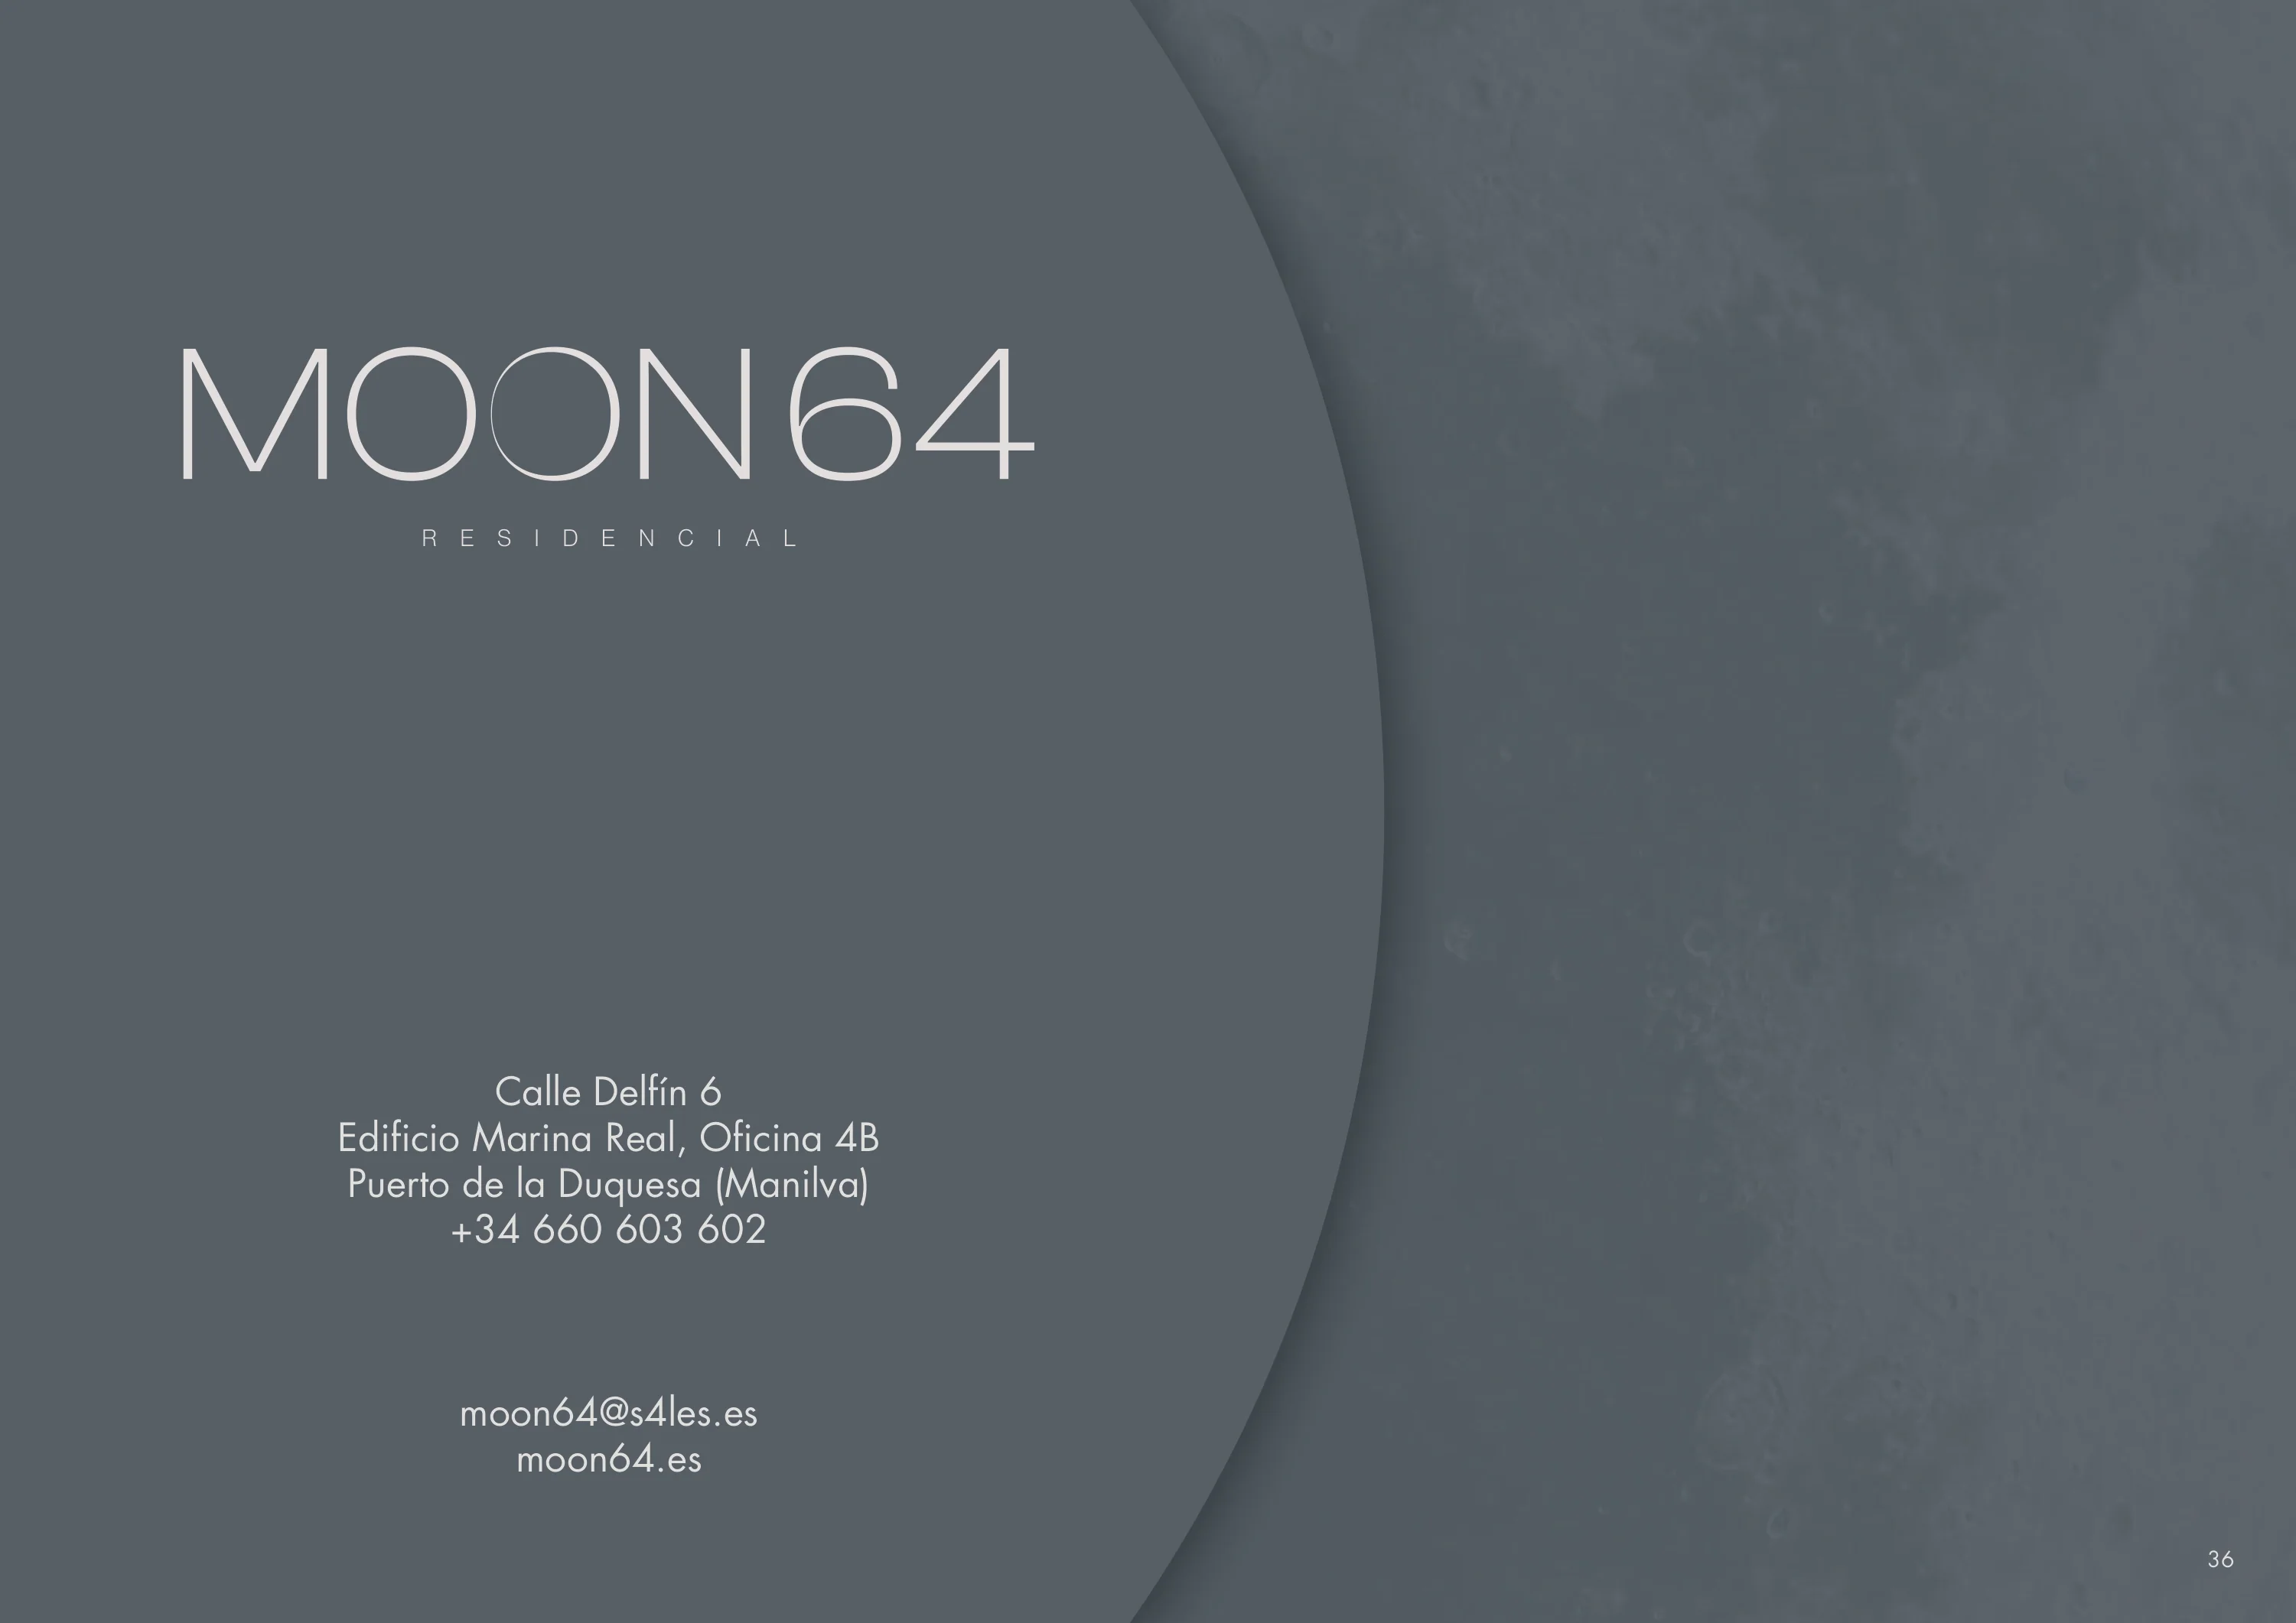 MOON64
RESIDENCIAL
Calle Delfín 6
Edificio Marina Real, Oficina 4B
Puerto de la Duquesa (Manilva)
+34 660 603 602
moon64@s4les.es
moon64.es
36